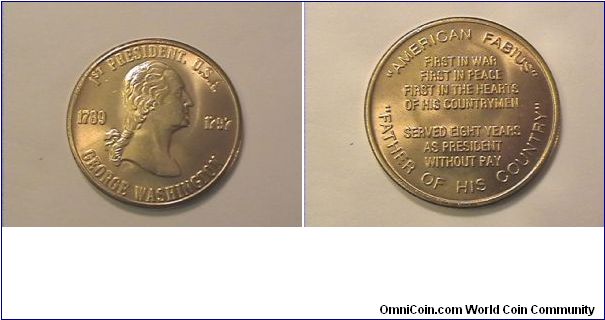 1ST PRESIDENT, U.S.A.
1789
1797
GEORGE WASHINGTON
"AMERICAN FABIUS"
FIRST IN WAR
FIRST IN PEACE
FIRST IN THE HEARTS
OF HIS COUNTRYMEN
SERVED EIGHT YEARS
AS PRESIDENT
WITHOUT PAY
"FATHER OF HIS COUNTRY"
OmniCoin.com World Coin Community